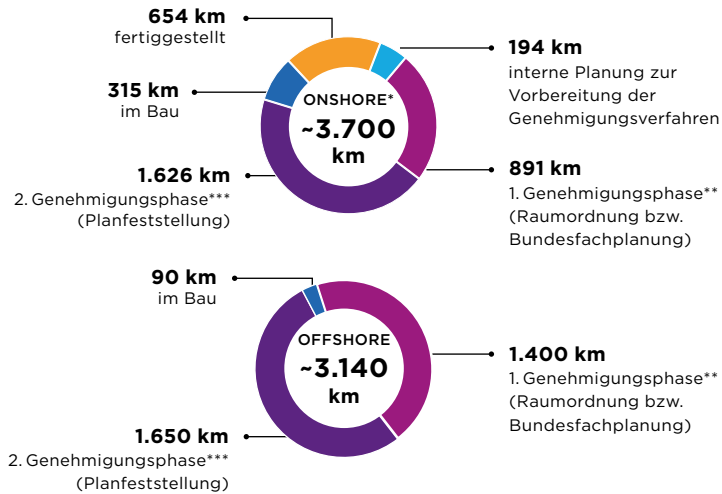 654 km
fertiggestellt
194 km
interne Planung zur
Vorbereitung der
Genehmigungsverfahren
315 km
im Bau
ONSHORE*
~3.700
km
1.626 km
2. Genehmigungsphase***
(Planfeststellung)
891 km
1. Genehmigungsphase**
(Raumordnung bzw.
Bundesfachplanung)
90 km
im Bau
OFFSHORE
~3.140
km
1.400 km
1. Genehmigungsphase**
(Raumordnung bzw.
Bundesfachplanung)
1.650 km
2. Genehmigungsphase***
(Planfeststellung)